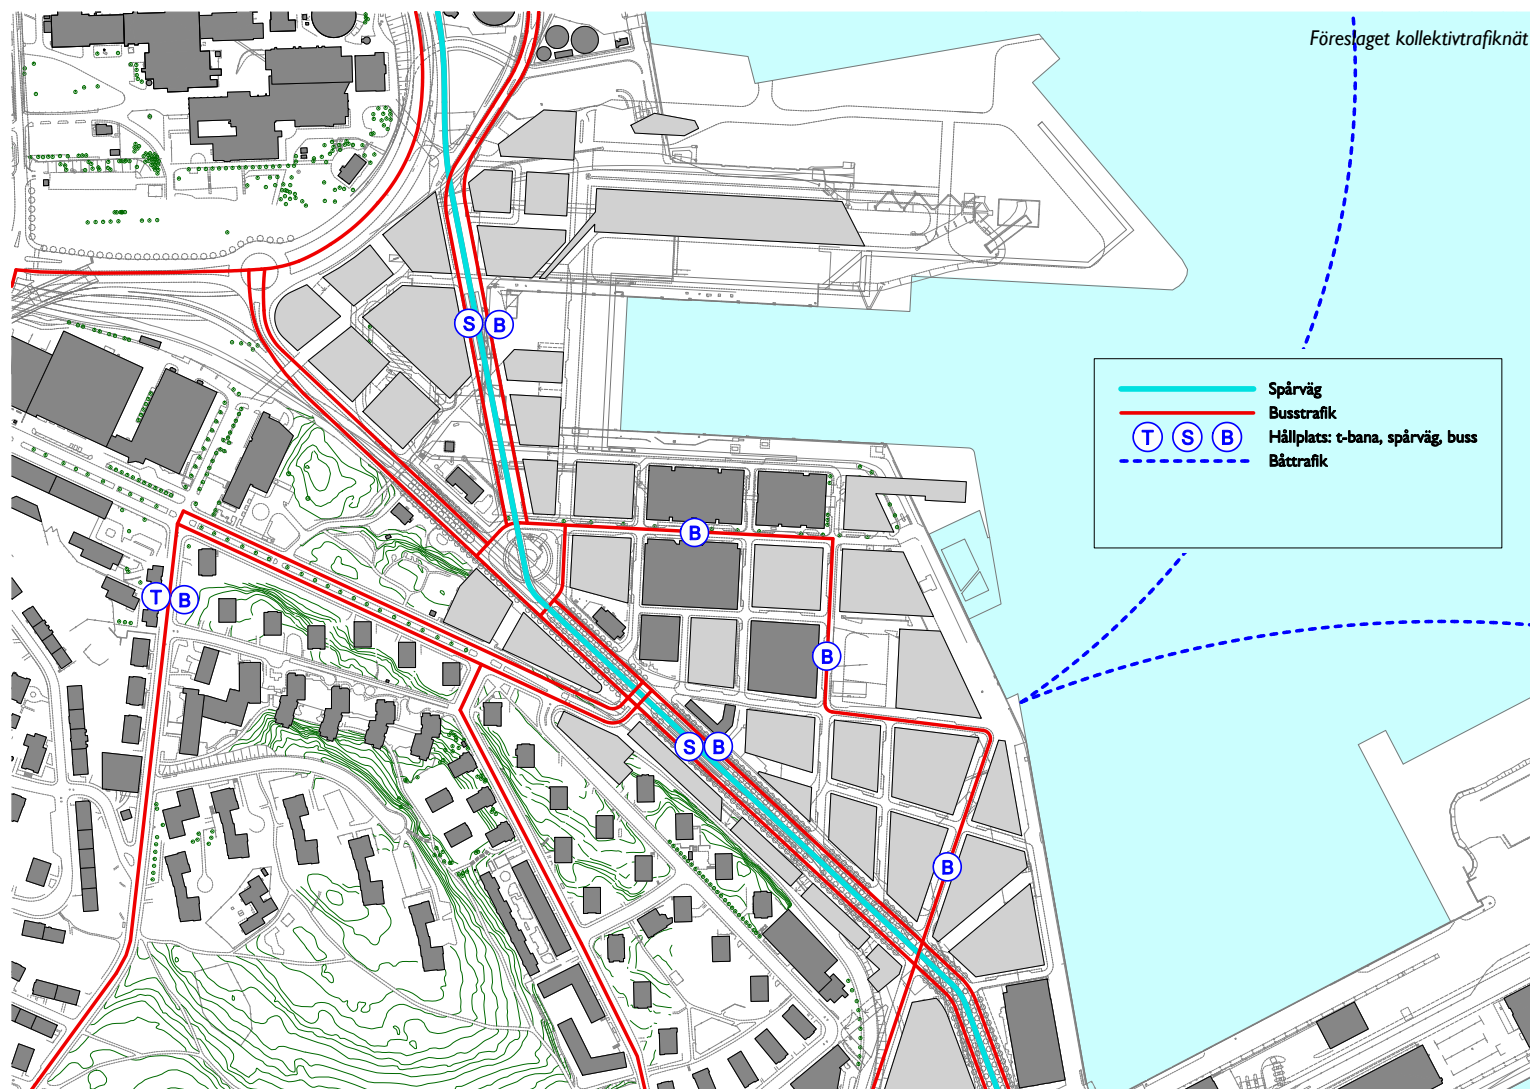 Föreslaget kollektivtrafiknät
S B
Spårväg
Busstrafik
T S B Hållplats: t-bana, spårväg, buss
Båttrafik
B
T B
B
S B
B